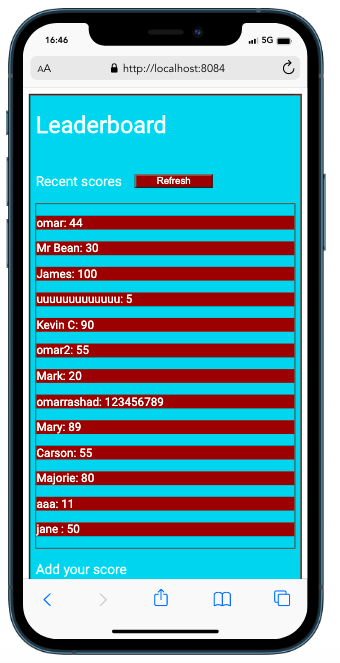 16:46
5G
AA
http://localhost:8084
Leaderboard
Recent scores
Refresh
omar: 44
Mr Bean: 30
James: 100
uuuuuuuuuuuuu: 5
Kevin C: 90
omar2: 55
Mark: 20
omarrashad: 123456789
Mary: 89
Carson: 55
Majorie: 80
aaa: 11
jane : 50
Add your score